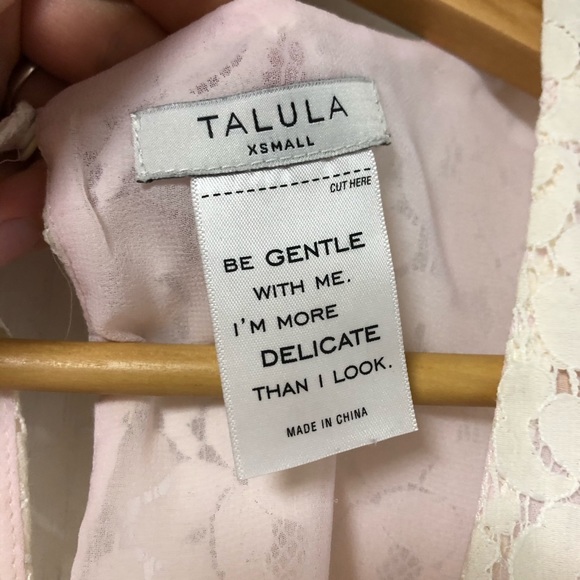 TALULA
XSMALL
CUT HERE
BE GENTLE
WITH ME.
I'M MORE
DELICATE
THAN I LOOK.
MADE IN CHINA